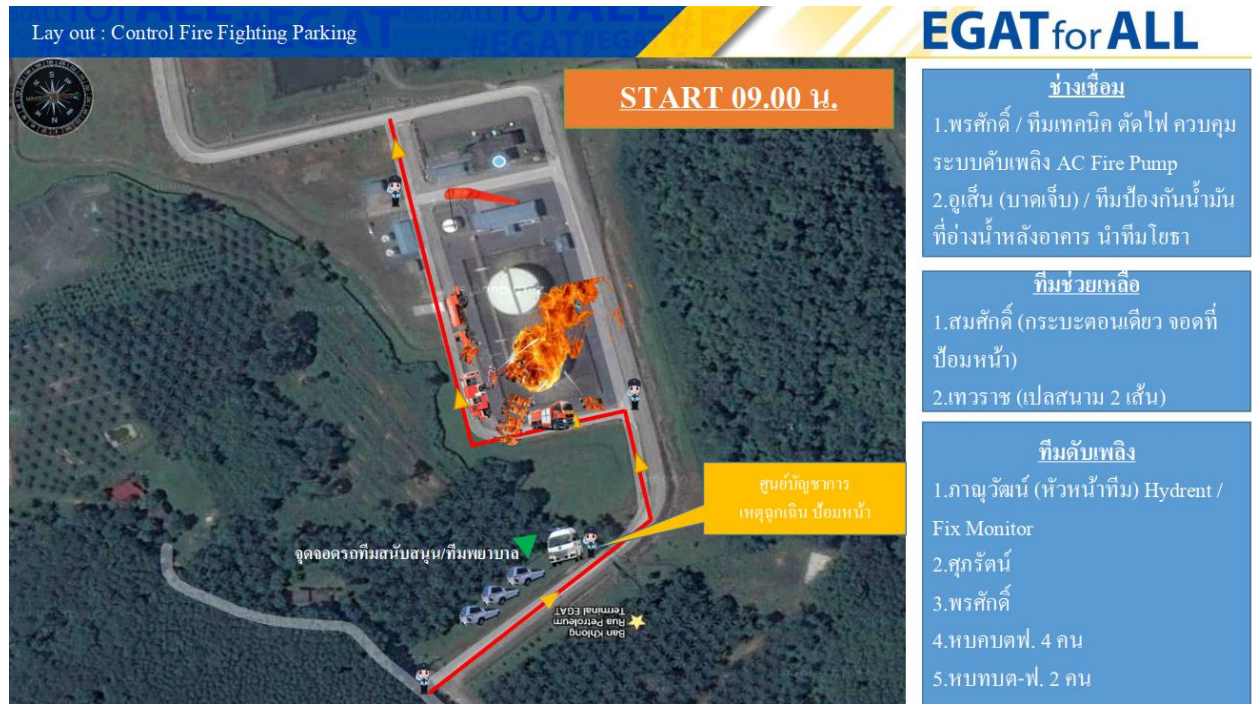 Lay out : Control Fire Fighting Parking
#EGAT
#EGAT
EGAT for ALL
START 09.00 น.
ช่างเชื่อม
1.พรศักดิ์ / ทีมเทคนิค ตัดไฟ ควบคุม
ระบบดับเพลิง AC Fire Pump
2.อูเส็น (บาดเจ็บ) / ทีมป้องกันน้ำมัน
ที่อ่างน้ำหลังอาคาร นำทีมโยธา
ทีมช่วยเหลือ
1.สมศักดิ์ (กระบะตอนเดียว จอดที่
ป้อมหน้า)
2.เทวราช (เปลสนาม 2 เส้น)
ทีมดับเพลิง
1.ภาณุวัฒน์ (หัวหน้าทีม) Hydrent /
Fix Monitor
2.ศุภรัตน์
3.พรศักดิ์
4.หบคบตฟ. 4 คน
5.หบทบต-ฟ. 2 คน
ศูนย์บัญชาการ
เหตุฉุกเฉิน ป้อมหน้า
จุดจอดรถทีมสนับสนุน/ทีมพยาบาล
Ban Khlong
Rua Petroleum
Terminal EGAT
S
N